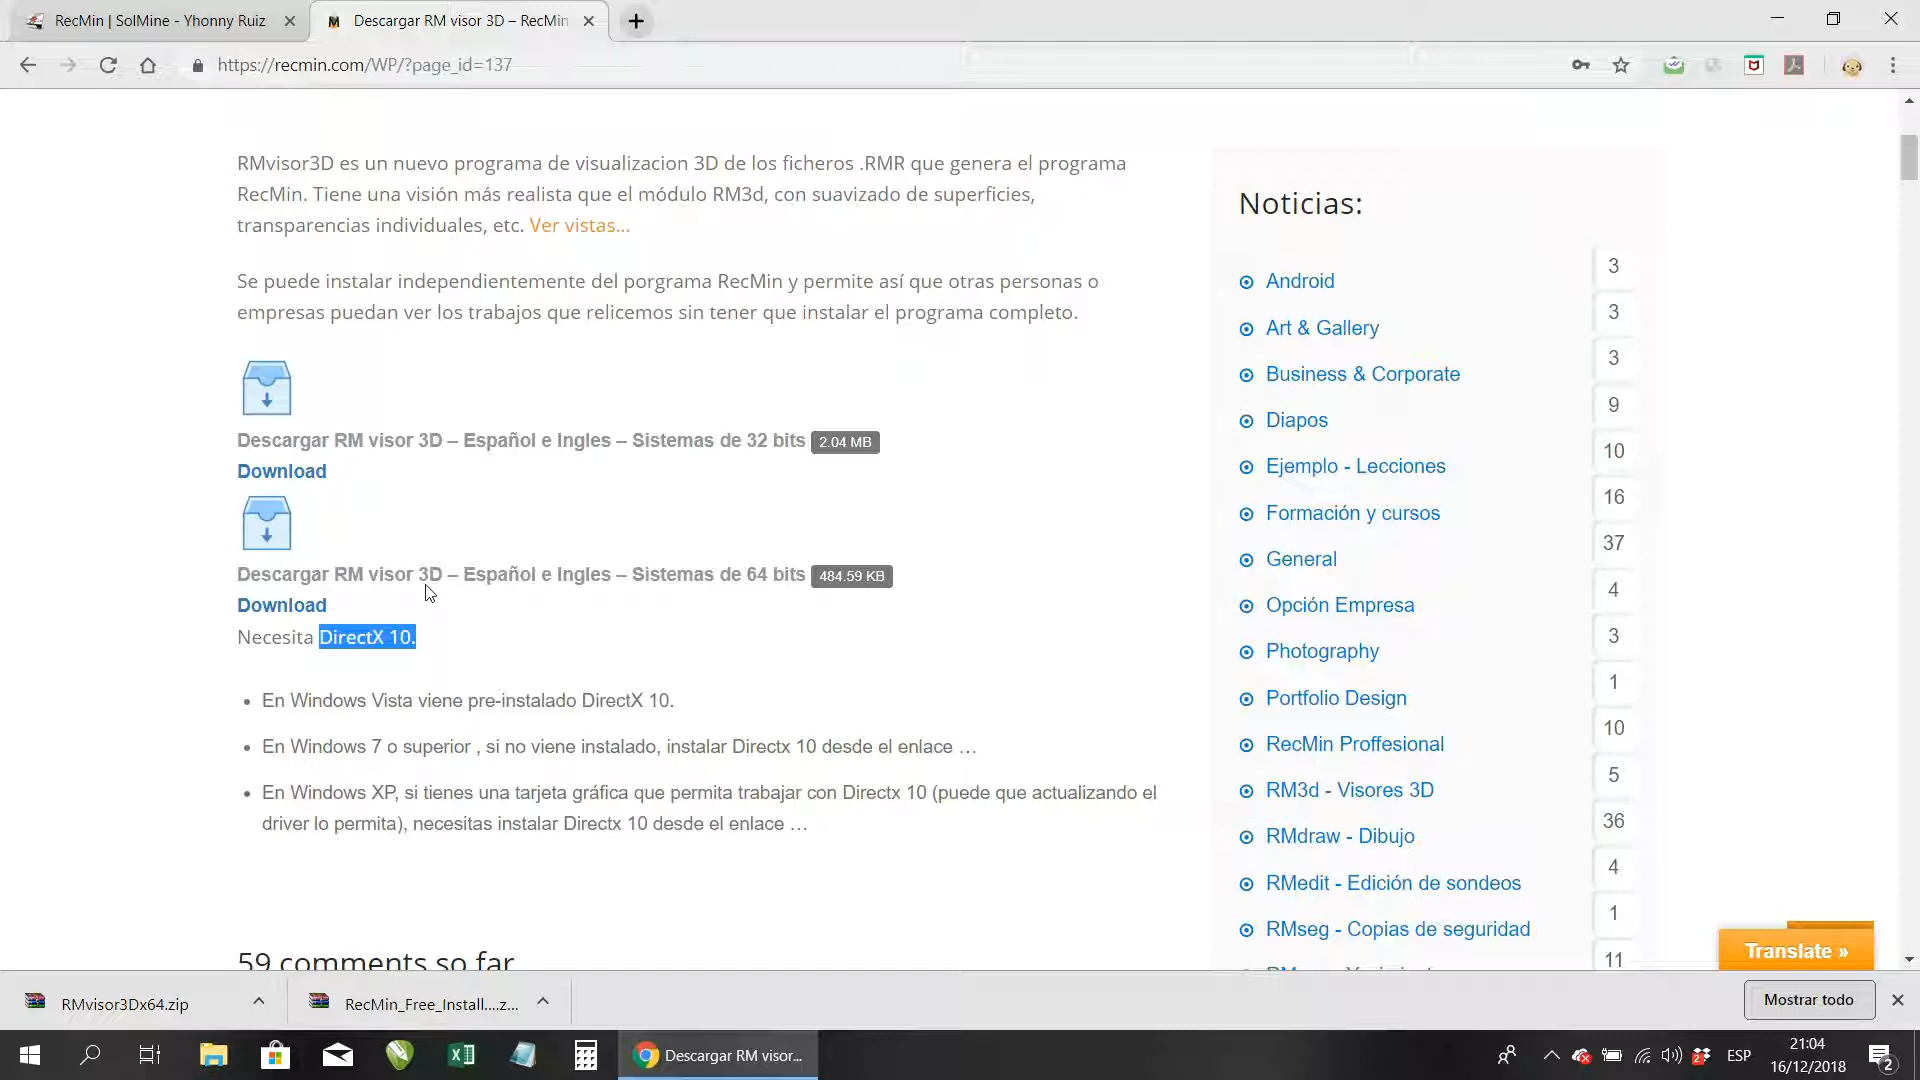 RecMin | SolMine - Yhonny Ruiz
Descargar RM visor 3D – RecMin
https://recmin.com/WP/?page_id=137
RMvisor3D es un nuevo programa de visualizacion 3D de los ficheros .RMR que genera el programa
RecMin. Tiene una visión más realista que el módulo RM3d, con suavizado de superficies,
transparencias individuales, etc. Ver vistas...
Se puede instalar independientemente del porgrama RecMin y permite así que otras personas o
empresas puedan ver los trabajos que relicemos sin tener que instalar el programa completo.
Descargar RM visor 3D – Español e Ingles – Sistemas de 32 bits 2.04 MB
Download
Descargar RM visor 3D – Español e Ingles – Sistemas de 64 bits 484.59 KB
Download
Necesita DirectX 10.
• En Windows Vista viene pre-instalado DirectX 10.
• En Windows 7 o superior , si no viene instalado, instalar Directx 10 desde el enlace …
• En Windows XP, si tienes una tarjeta gráfica que permita trabajar con Directx 10 (puede que actualizando el
driver lo permita), necesitas instalar Directx 10 desde el enlace …
59 comments so far
Noticias:
Android
3
Art & Gallery
3
Business & Corporate
3
Diapos
9
Ejemplo - Lecciones
10
Formación y cursos
16
General
37
Opción Empresa
4
Photography
3
Portfolio Design
1
RecMin Proffesional
10
RM3d - Visores 3D
5
RMdraw - Dibujo
36
RMedit - Edición de sondeos
4
RMseg - Copias de seguridad
1
11
Translate »
RMvisor3Dx64.zip
RecMin_Free_Install....z...
Mostrar todo
Descargar RM visor...
ESP
21:04
16/12/2018
2